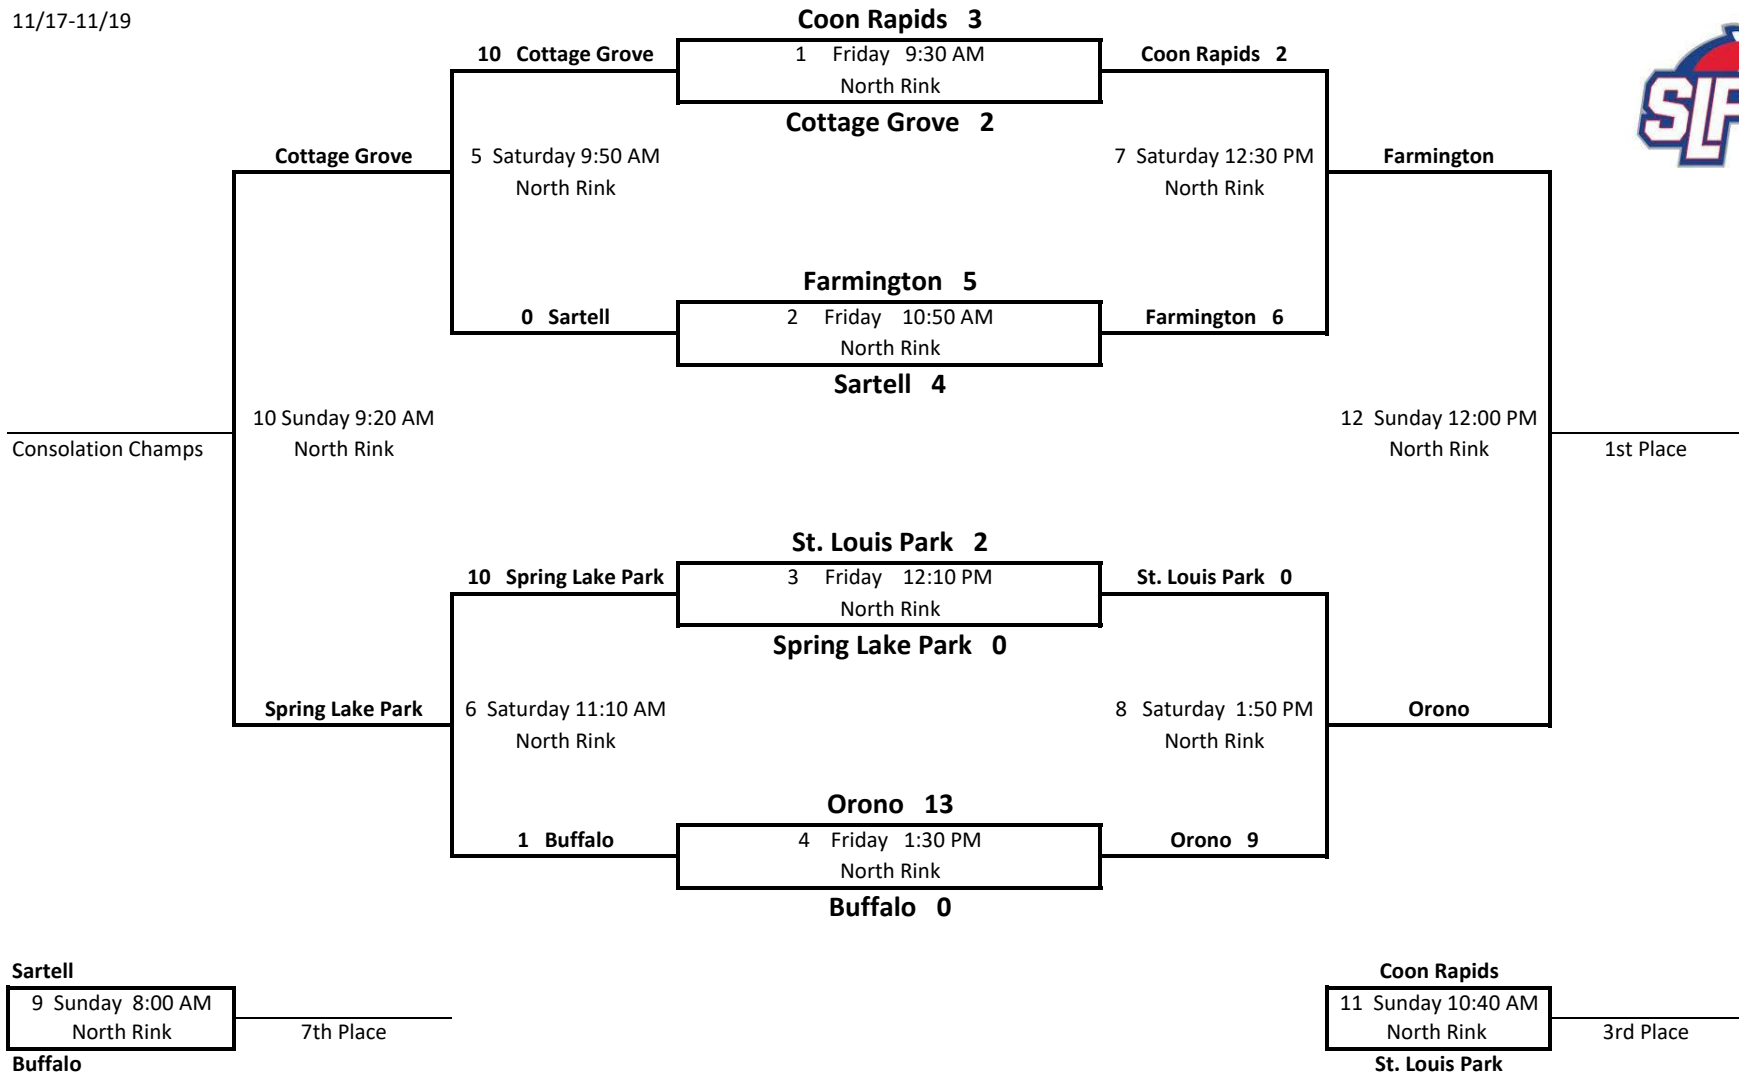 11/17-11/19
Coon Rapids 3
10 Cottage Grove
1 Friday 9:30 AM
Coon Rapids 2
North Rink
Cottage Grove 2
Cottage Grove
5 Saturday 9:50 AM
North Rink
7 Saturday 12:30 PM
North Rink
Farmington
Farmington 5
0 Sartell
2 Friday 10:50 AM
Farmington 6
North Rink
Sartell 4
10 Sunday 9:20 AM
North Rink
Consolation Champs
12 Sunday 12:00 PM
North Rink
1st Place
St. Louis Park 2
10 Spring Lake Park
3 Friday 12:10 PM
St. Louis Park 0
North Rink
Spring Lake Park 0
Spring Lake Park
6 Saturday 11:10 AM
North Rink
8 Saturday 1:50 PM
North Rink
Orono
Orono 13
1 Buffalo
4 Friday 1:30 PM
Orono 9
North Rink
Buffalo 0
Sartell
9 Sunday 8:00 AM
North Rink
7th Place
Buffalo
Coon Rapids
11 Sunday 10:40 AM
North Rink
3rd Place
St. Louis Park